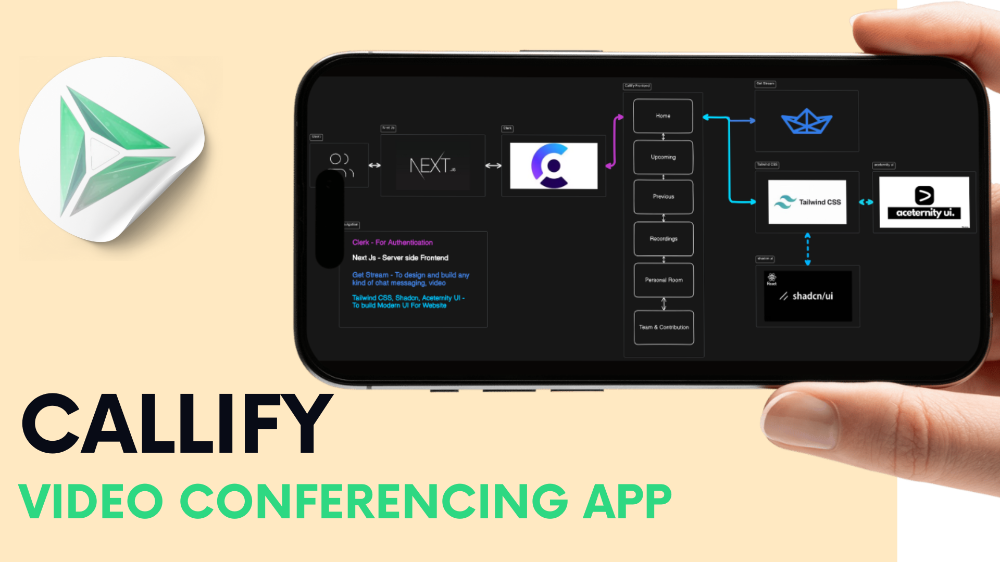 Users
Next Js
NEXT.JS
Clerk
Callify Frontend
Home
Upcoming
Previous
Recordings
Personal Room
Team & Contribution
Get Stream
Tailwind CSS
Tailwind CSS
aceternity ui
aceternity ui.
shadcn ui
React
shadcn/ui
avigation
Clerk - For Authentication
Next Js - Server side Frontend
Get Stream - To design and build any
kind of chat messaging, video
Tailwind CSS, Shadcn, Aceternity UI -
To build Modern UI For Website
CALLIFY
VIDEO CONFERENCING APP